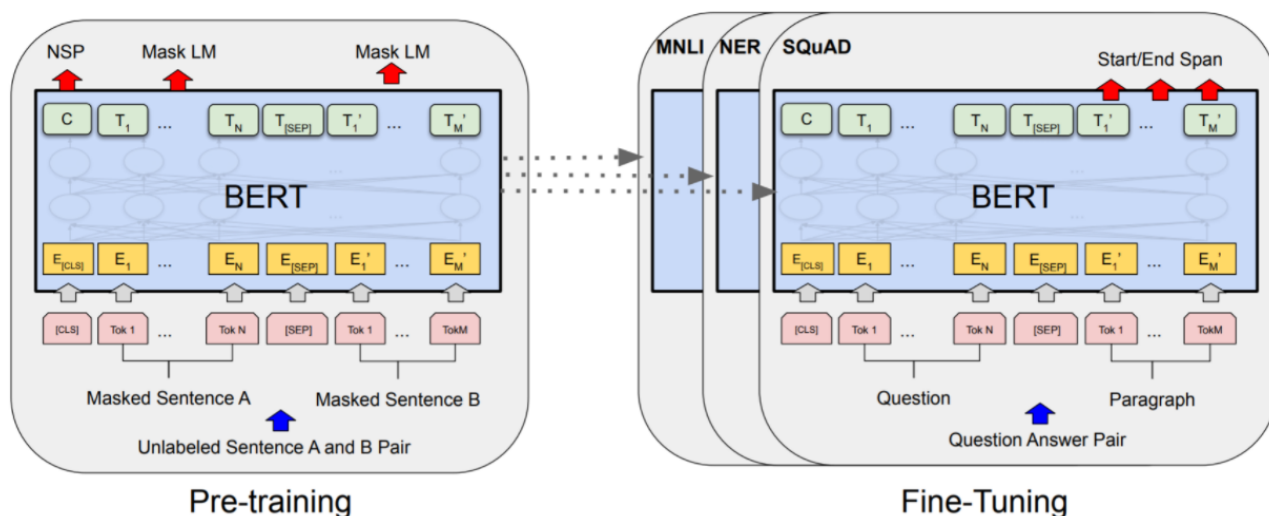 NSP Mask LM Mask LM
C T1 ... TN T[SEP] T1' ... TM'
BERT
...
...
E[CLS] E1 ... EN E[SEP] E1' ... EM'
[CLS] Tok 1 ... Tok N [SEP] Tok 1 ... TokM
Masked Sentence A Masked Sentence B
Unlabeled Sentence A and B Pair
Pre-training
MNLI NER SQuAD
Start/End Span
C T1 ... TN T[SEP] T1' ... TM'
BERT
...
...
E[CLS] E1 ... EN E[SEP] E1' ... EM'
[CLS] Tok 1 ... Tok N [SEP] Tok 1 ... TokM
Question Paragraph
Question Answer Pair
Fine-Tuning